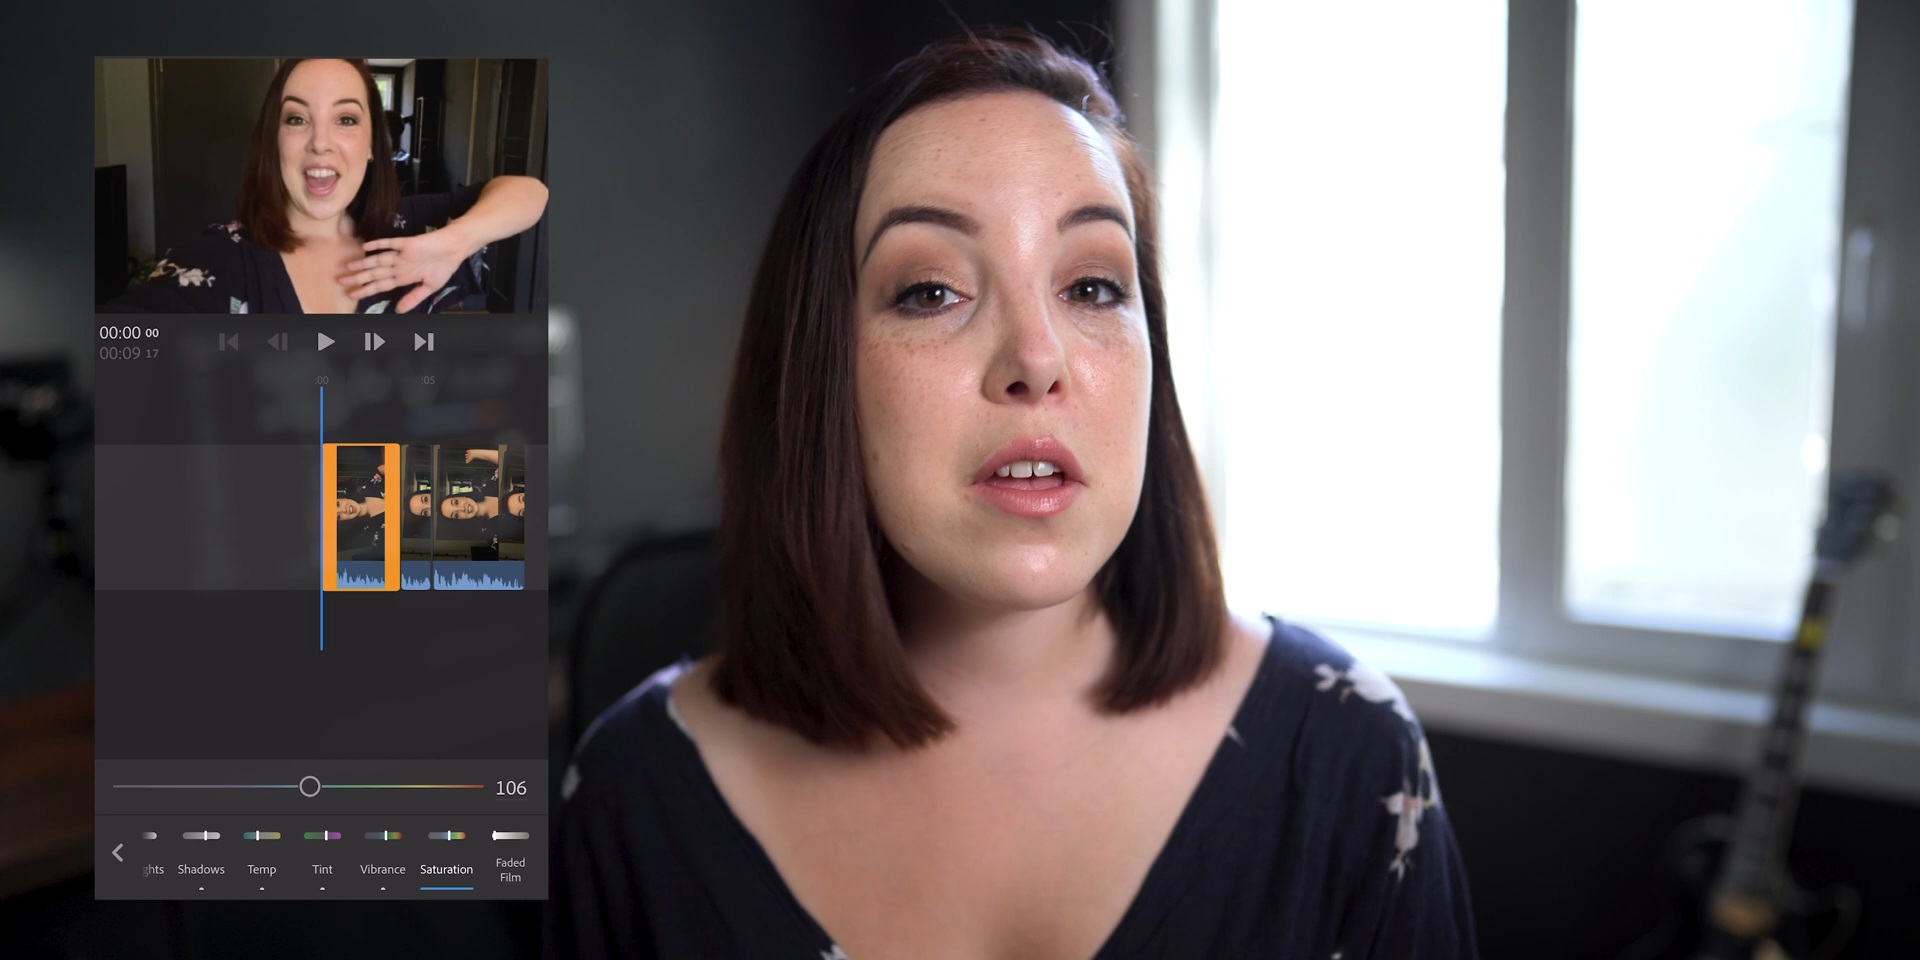 00:00 00
00:09 17
:00 :05
106
ghts Shadows Temp Tint Vibrance Saturation Faded
Film